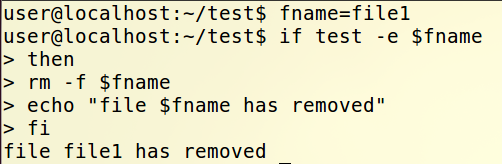 user@localhost:~/test$ fname=file1
user@localhost:~/test$ if test -e $fname
> then
> rm -f $fname
> echo "file $fname has removed"
> fi
file file1 has removed